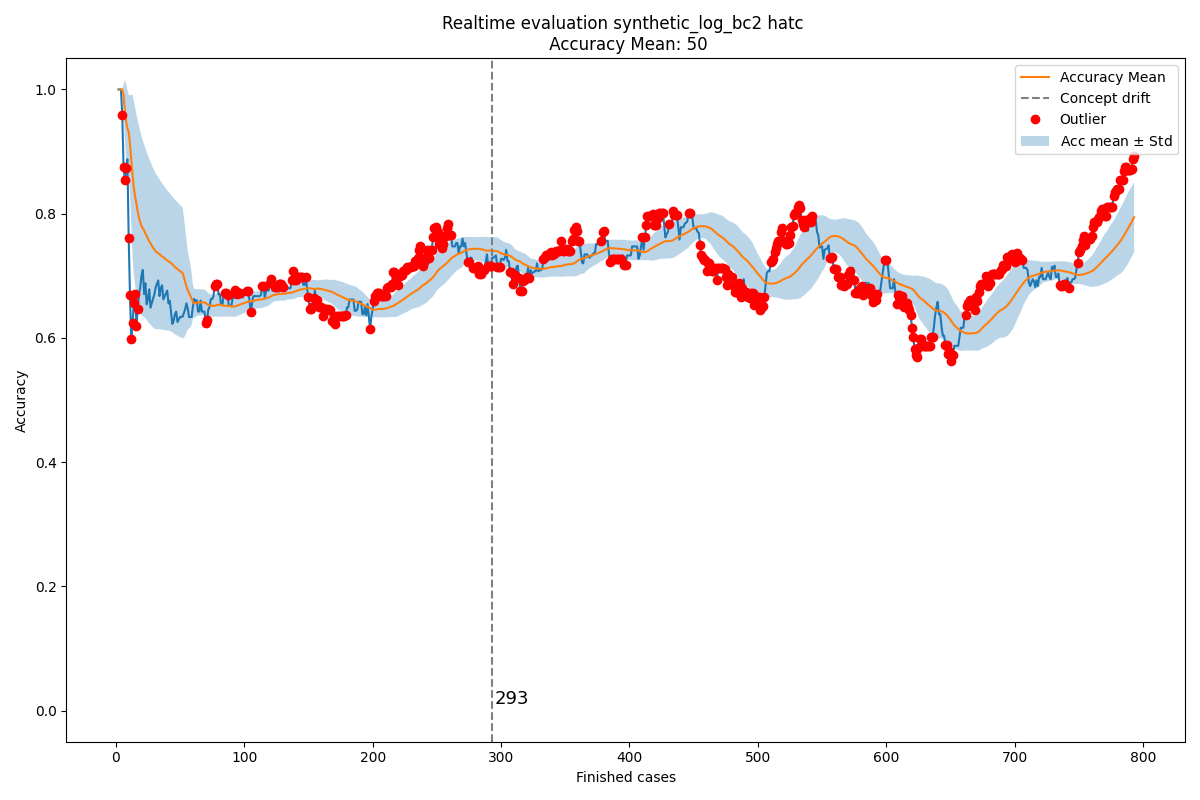 Realtime evaluation synthetic_log_bc2 hatc
Accuracy Mean: 50
Accuracy Mean
Concept drift
Outlier
Acc mean ± Std
1.0
0.8
0.6
0.4
0.2
0.0
Accuracy
293
0 100 200 300 400 500 600 700 800
Finished cases